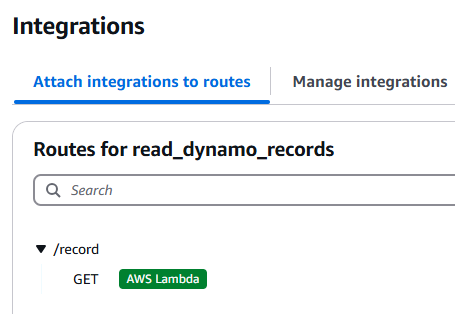 Integrations
Attach integrations to routes Manage integrations
Routes for read_dynamo_records
Search
/record
GET AWS Lambda